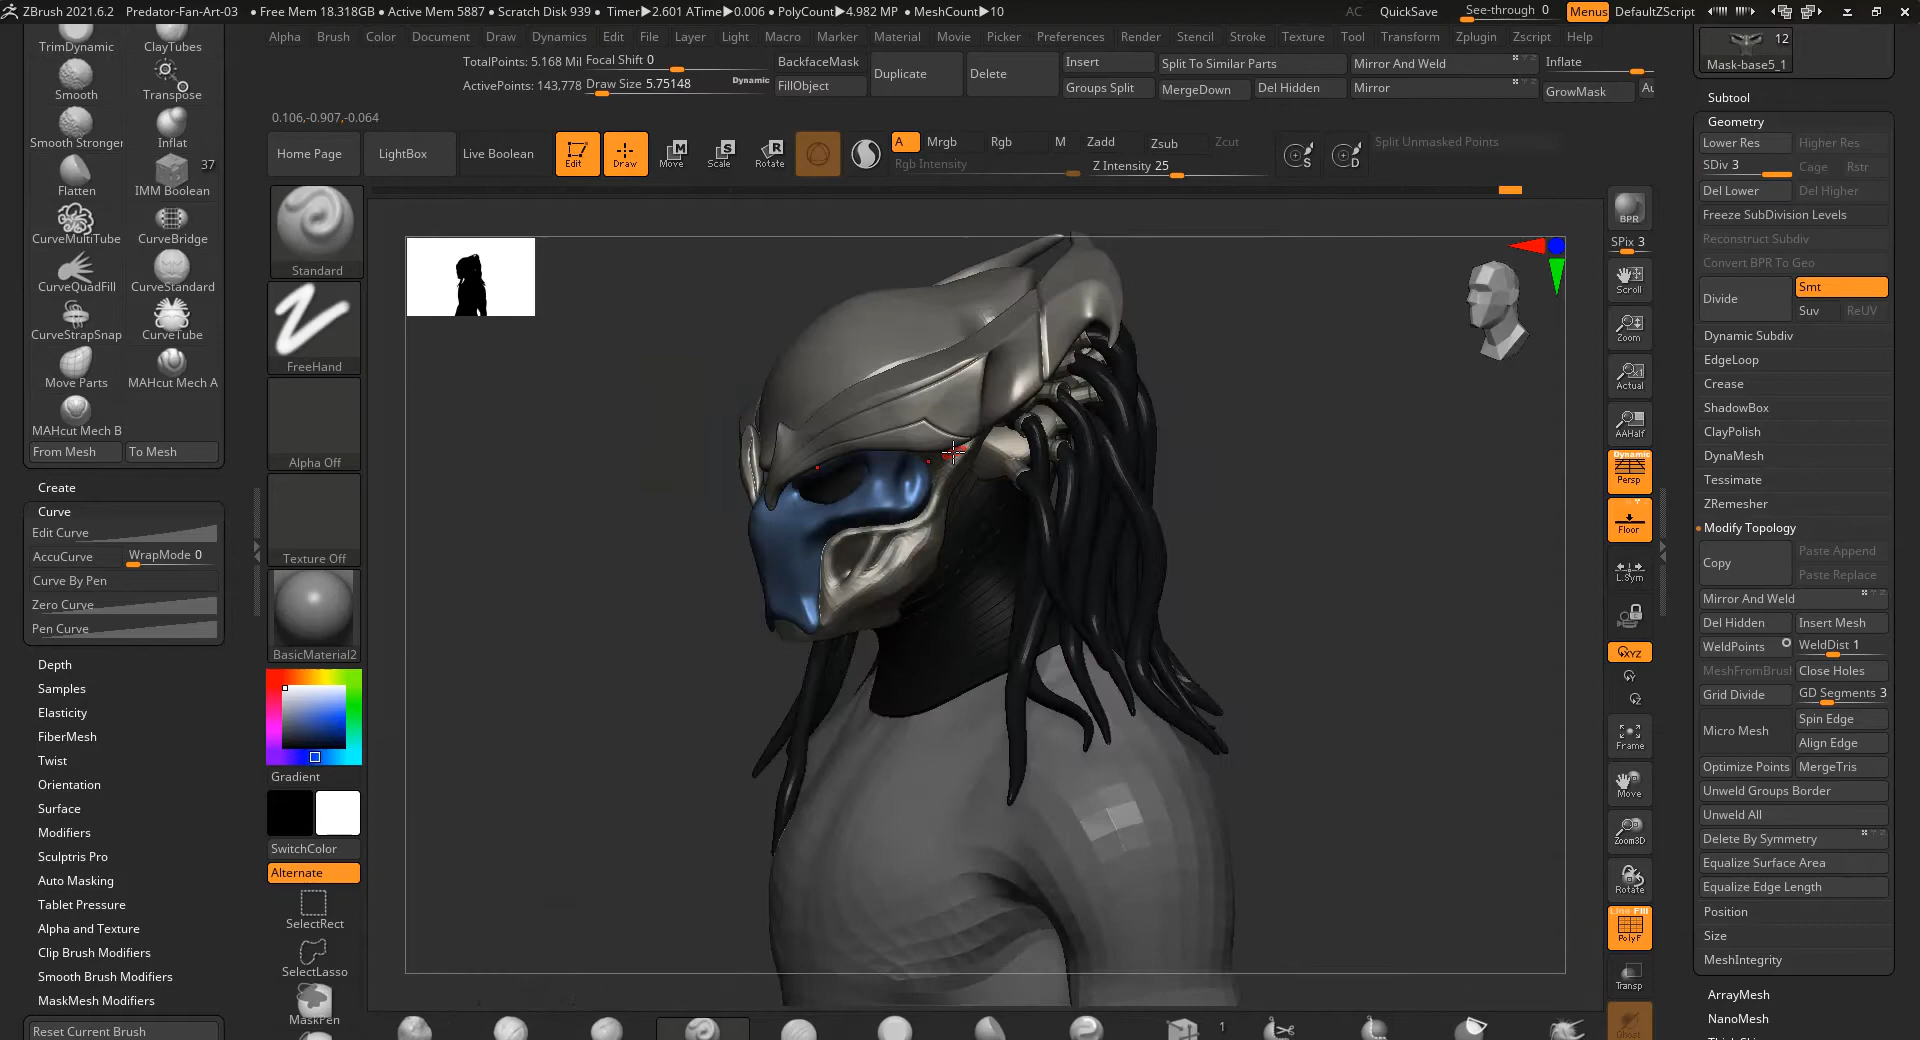 ZBrush 2021.6.2 Predator-Fan-Art-03 • Free Mem 18.318GB • Active Mem 5887 • Scratch Disk 939 • Timer▶2.601 ATime▶0.006 • PolyCount▶4.982 MP • MeshCount▶10 AC QuickSave See-through 0 Menus DefaultZScript
Alpha Brush Color Document Draw Dynamics Edit File Layer Light Macro Marker Material Movie Picker Preferences Render Stencil Stroke Texture Tool Transform Zplugin Zscript Help
TotalPoints: 5.168 Mil Focal Shift 0 BackfaceMask Duplicate Delete Insert Split To Similar Parts Mirror And Weld Inflate
ActivePoints: 143,778 Draw Size 5.75148 Dynamic FillObject Groups Split MergeDown Del Hidden Mirror GrowMask Au
0.106,-0.907,-0.064
Home Page LightBox Live Boolean Edit Draw Move Scale Rotate A Mrgb Rgb M Zadd Zsub Zcut Split Unmasked Points
M S R S D
Rgb Intensity Z Intensity 25
TrimDynamic ClayTubes
Smooth Transpose
Smooth Stronger Inflat
37
Flatten IMM Boolean
CurveMultiTube CurveBridge
CurveQuadFill CurveStandard
CurveStrapSnap CurveTube
Move Parts MAHcut Mech A
MAHcut Mech B
From Mesh To Mesh
Create
Curve
Edit Curve
AccuCurve WrapMode 0
Curve By Pen
Zero Curve
Pen Curve
Depth
Samples
Elasticity
FiberMesh
Twist
Orientation
Surface
Modifiers
Sculptris Pro
Auto Masking
Tablet Pressure
Alpha and Texture
Clip Brush Modifiers
Smooth Brush Modifiers
MaskMesh Modifiers
Reset Current Brush
Standard
FreeHand
Alpha Off
Texture Off
BasicMaterial2
Gradient
SwitchColor
Alternate
SelectRect
SelectLasso
MaskPen
1
BPR
SPix 3
Scroll
Zoom
Actual
AAHalf
Dynamic
Persp
Floor
L.Sym
XYZ
Y
Z
Frame
Move
Zoom3D
Rotate
Line Fill
PolyF
Transp
Ghost
12
Mask-base5_1
Subtool
Geometry
Lower Res Higher Res
SDiv 3 Cage Rstr
Del Lower Del Higher
Freeze SubDivision Levels
Reconstruct Subdiv
Convert BPR To Geo
Divide Smt
Suv ReUV
Dynamic Subdiv
EdgeLoop
Crease
ShadowBox
ClayPolish
DynaMesh
Tessimate
ZRemesher
Modify Topology
Copy Paste Append
Paste Replace
Mirror And Weld
Del Hidden Insert Mesh
WeldPoints WeldDist 1
MeshFromBrush Close Holes
Grid Divide GD Segments 3
Micro Mesh Spin Edge
Align Edge
Optimize Points MergeTris
Unweld Groups Border
Unweld All
Delete By Symmetry
Equalize Surface Area
Equalize Edge Length
Position
Size
MeshIntegrity
ArrayMesh
NanoMesh